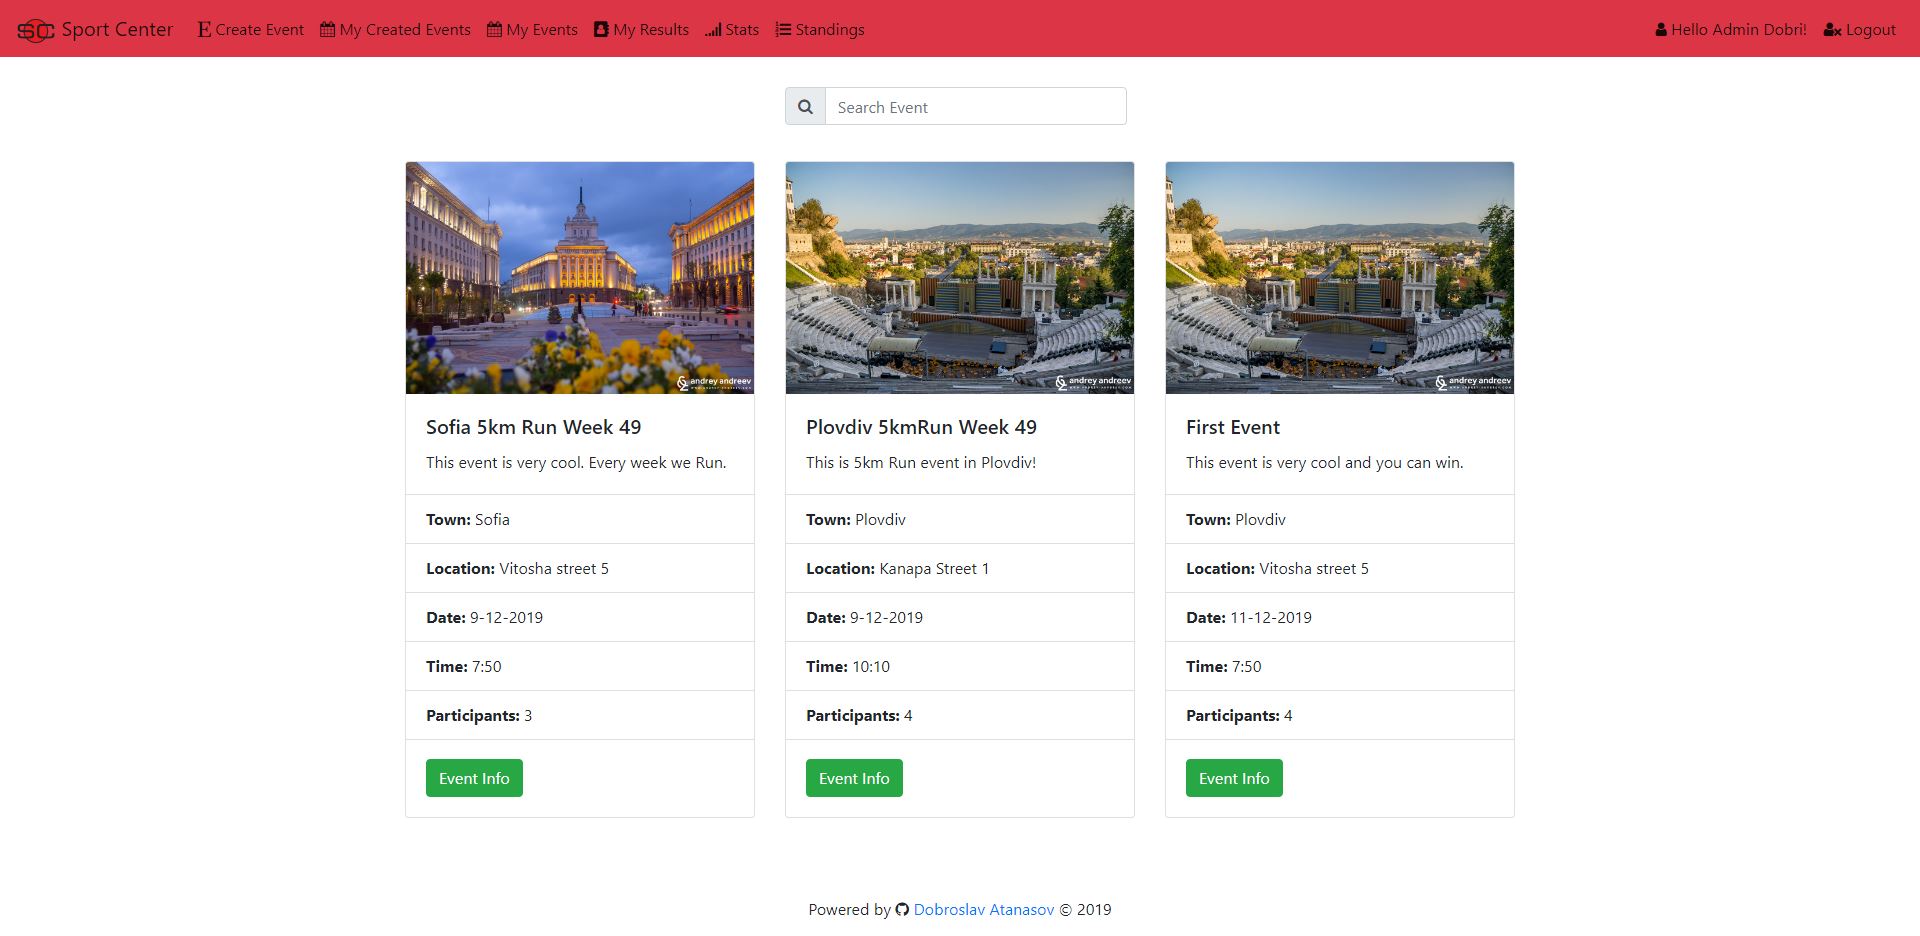 SC Sport Center E Create Event My Created Events My Events My Results Stats Standings Hello Admin Dobri! Logout
Search Event
andrey andreev
andrey andreev
andrey andreev
Sofia 5km Run Week 49
This event is very cool. Every week we Run.
Town: Sofia
Location: Vitosha street 5
Date: 9-12-2019
Time: 7:50
Participants: 3
Event Info
Plovdiv 5kmRun Week 49
This is 5km Run event in Plovdiv!
Town: Plovdiv
Location: Kanapa Street 1
Date: 9-12-2019
Time: 10:10
Participants: 4
Event Info
First Event
This event is very cool and you can win.
Town: Plovdiv
Location: Vitosha street 5
Date: 11-12-2019
Time: 7:50
Participants: 4
Event Info
Powered by Dobroslav Atanasov © 2019